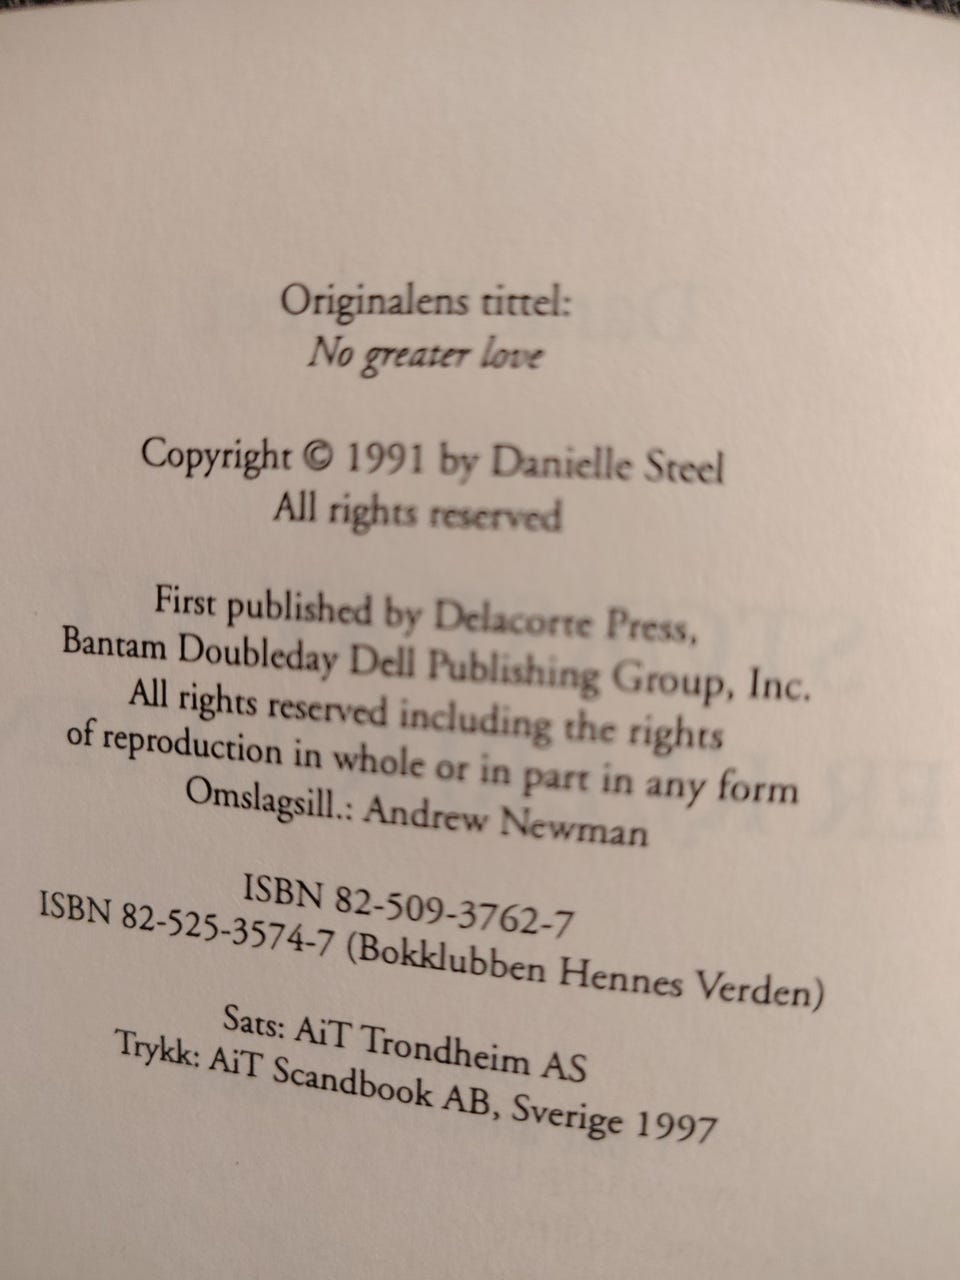 Originalens tittel:
No greater love
Copyright © 1991 by Danielle Steel
All rights reserved
First published by Delacorte Press,
Bantam Doubleday Dell Publishing Group, Inc.
All rights reserved including the rights
of reproduction in whole or in part in any form
Omslagsill.: Andrew Newman
ISBN 82-509-3762-7
ISBN 82-525-3574-7 (Bokklubben Hennes Verden)
Sats: AiT Trondheim AS
Trykk: AiT Scandbook AB, Sverige 1997